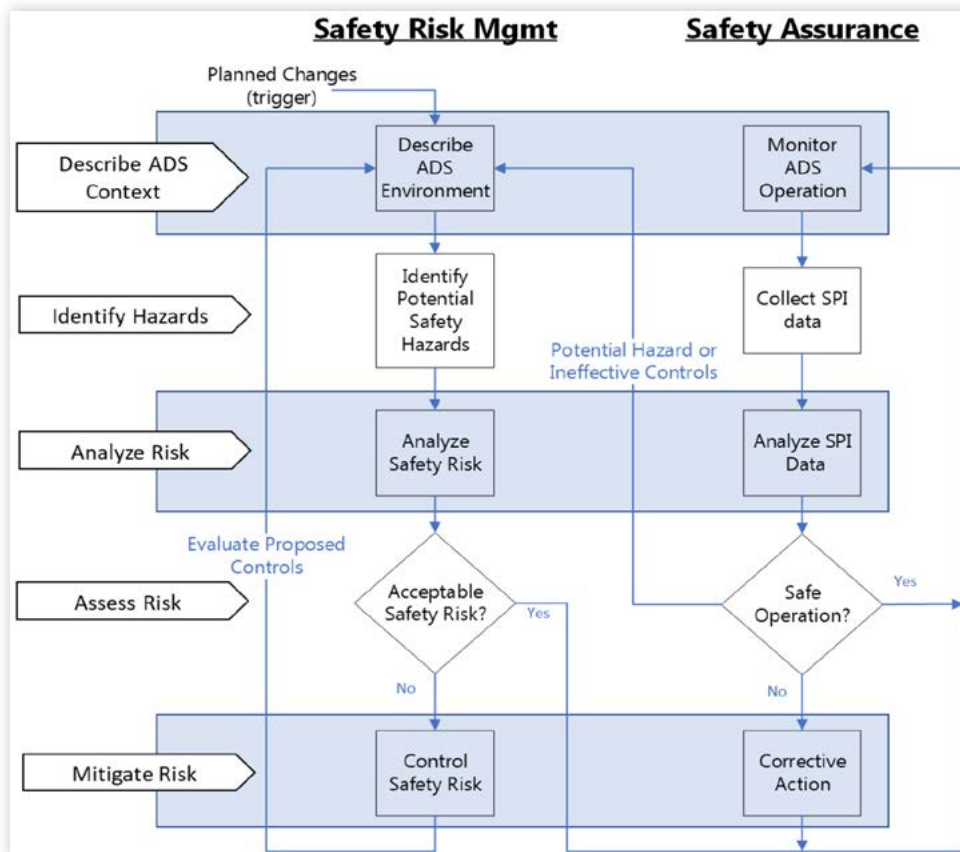 Safety Risk Mgmt
Safety Assurance
Planned Changes
(trigger)
Describe ADS
Context
Describe
ADS
Environment
Monitor
ADS
Operation
Identify Hazards
Identify
Potential
Safety
Hazards
Collect SPI
data
Potential Hazard or
Ineffective Controls
Analyze Risk
Analyze
Safety Risk
Analyze SPI
Data
Evaluate Proposed
Controls
Assess Risk
Acceptable
Safety Risk?
Yes
Safe
Operation?
Yes
No
No
Mitigate Risk
Control
Safety Risk
Corrective
Action